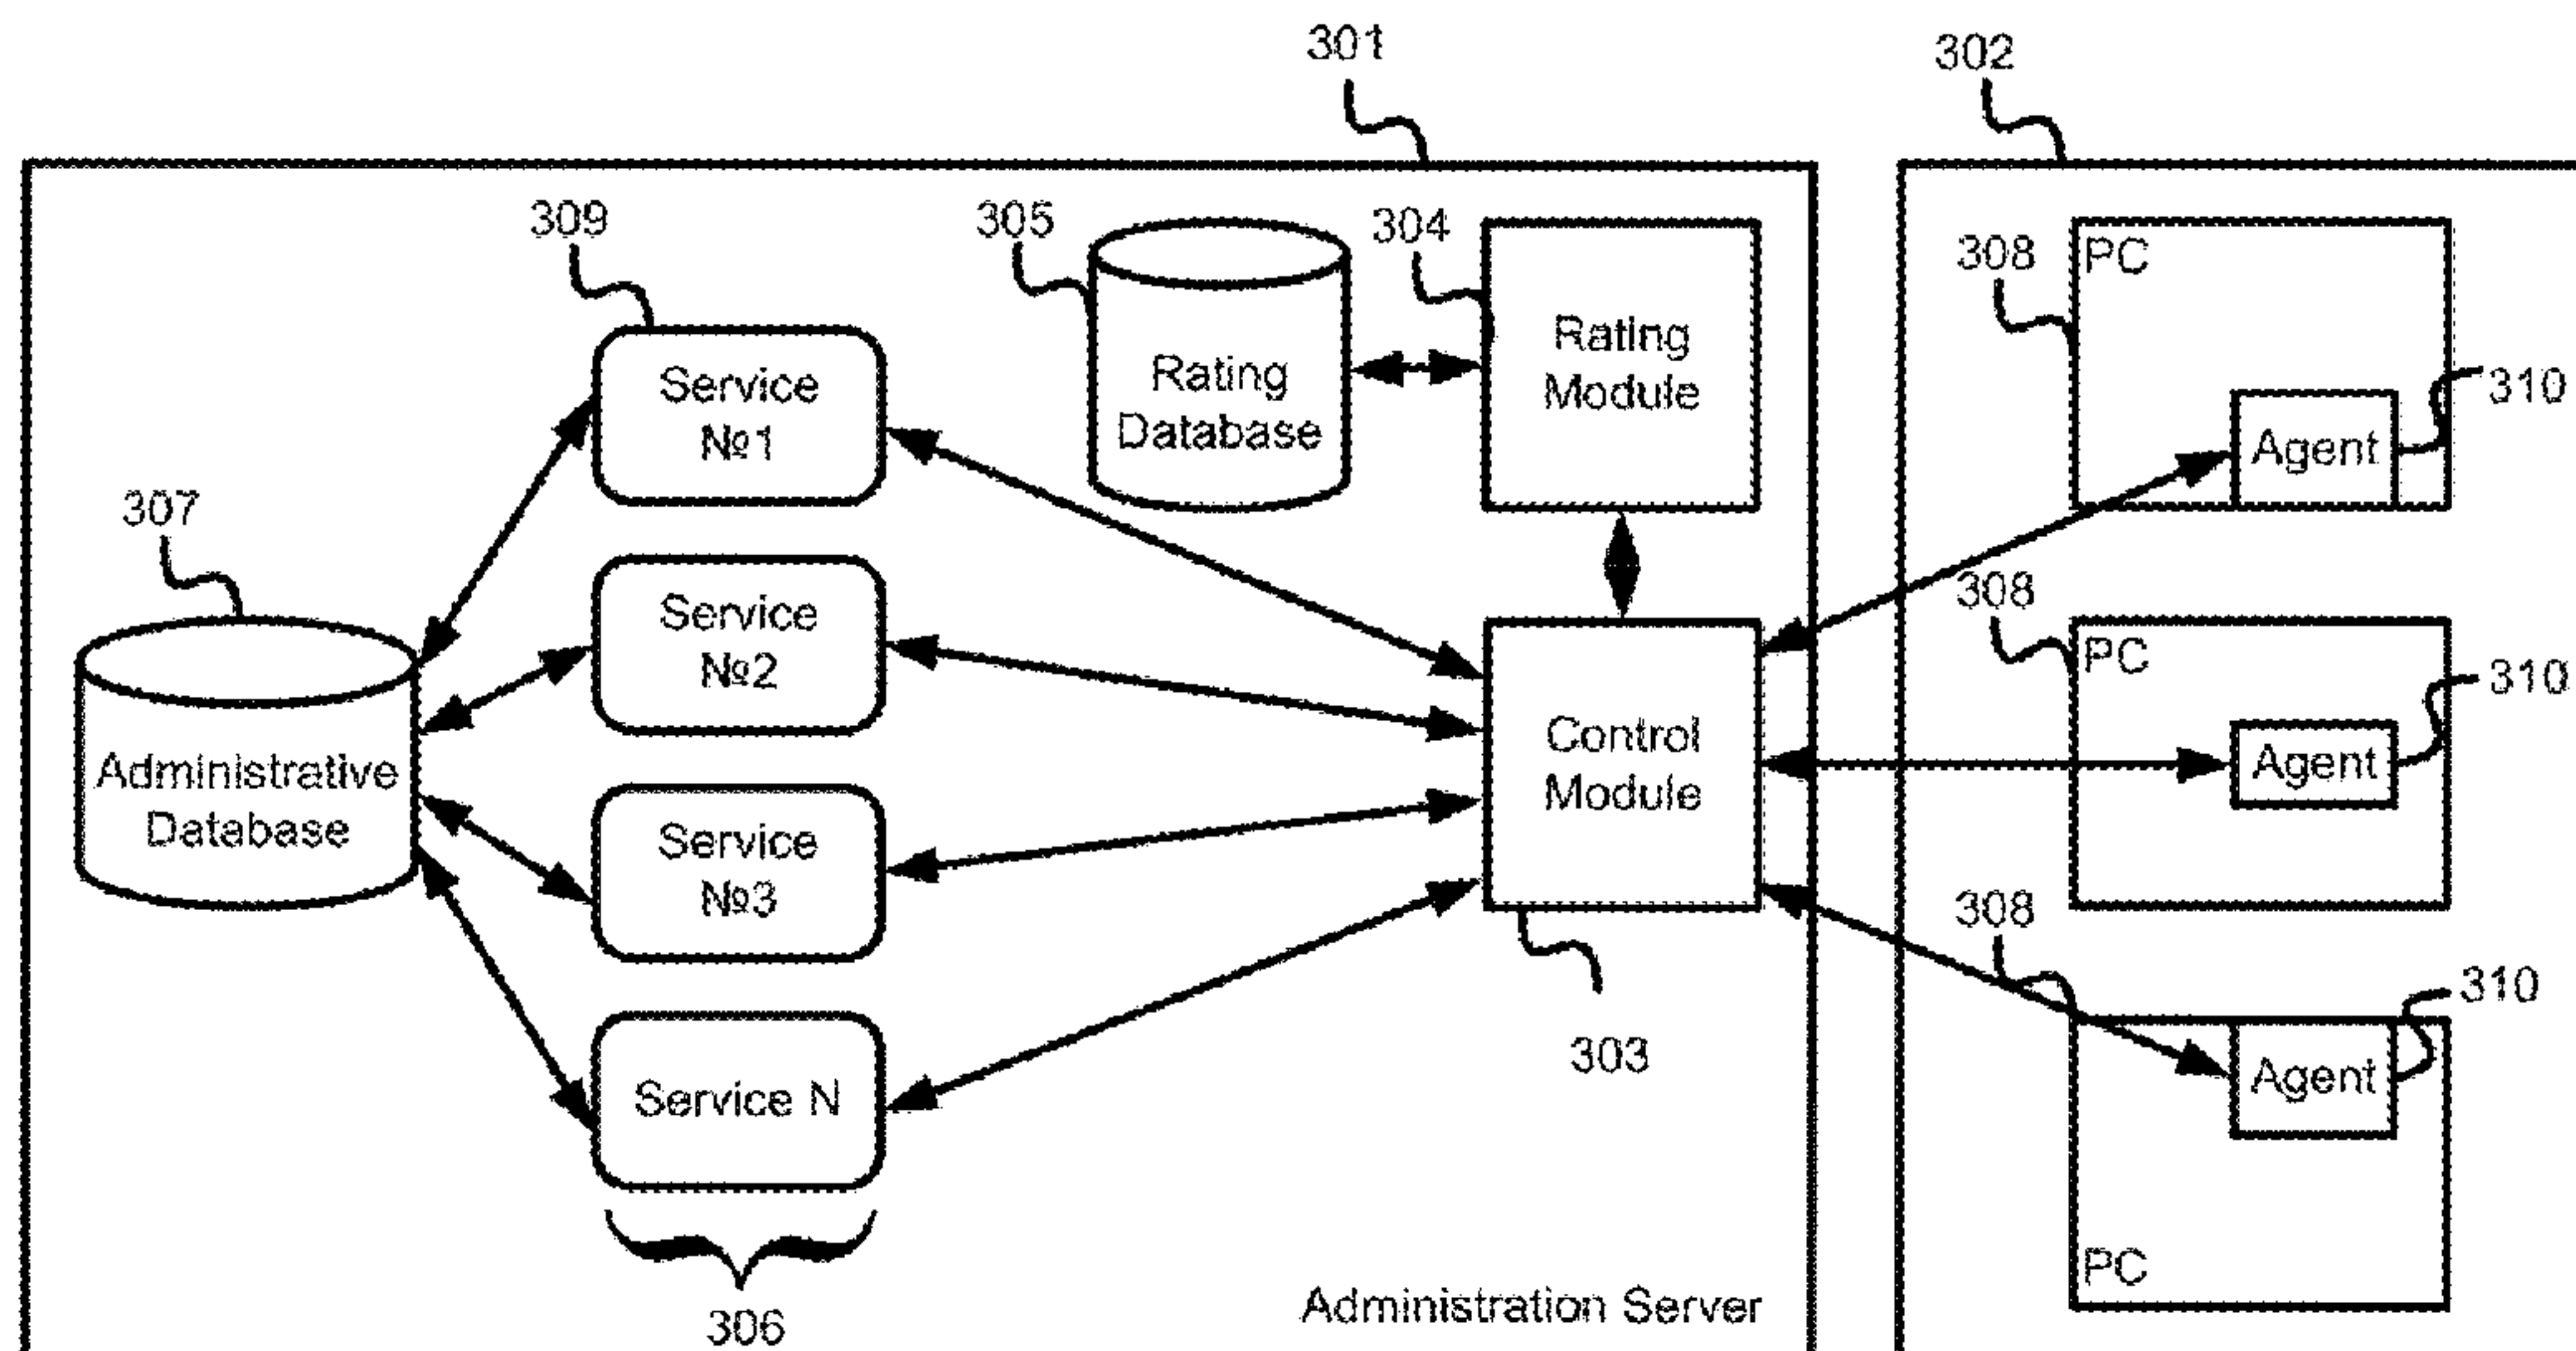 301
302
309
305
304
308
PC
Rating
Module
Service
№1
Rating
Database
310
Agent
307
308
Service
№2
PC
310
Control
Module
Agent
Administrative
Database
Service
№3
308
310
303
Agent
Service N
PC
306
Administration Server